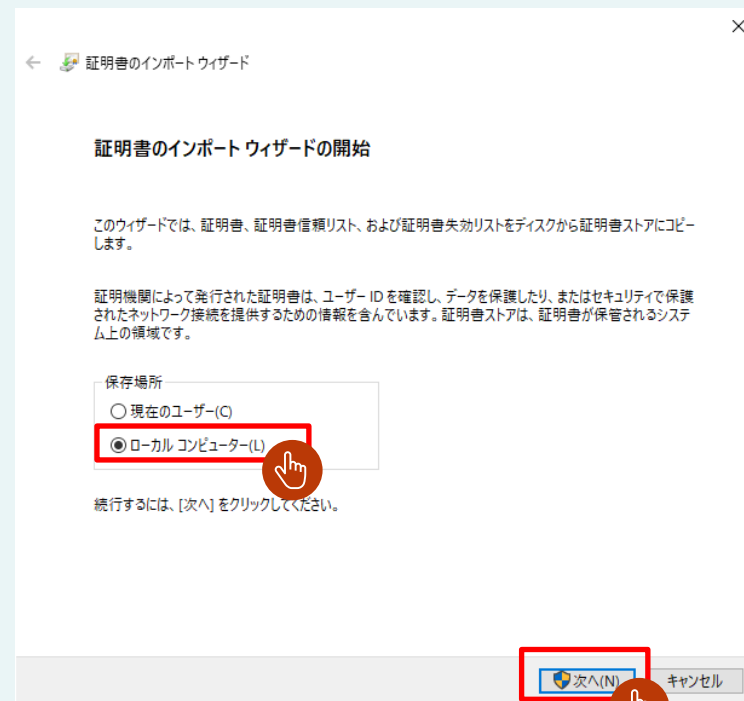 証明書のインポート ウィザード
証明書のインポート ウィザードの開始
このウィザードでは、証明書、証明書信頼リスト、および証明書失効リストをディスクから証明書ストアにコピー
します。
証明機関によって発行された証明書は、ユーザー ID を確認し、データを保護したり、またはセキュリティで保護
されたネットワーク接続を提供するための情報を含んでいます。証明書ストアは、証明書が保管されるシステ
ム上の領域です。
保存場所
現在のユーザー(C)
ローカル コンピューター(L)
続行するには、[次へ] をクリックしてください。
次へ(N)
キャンセル